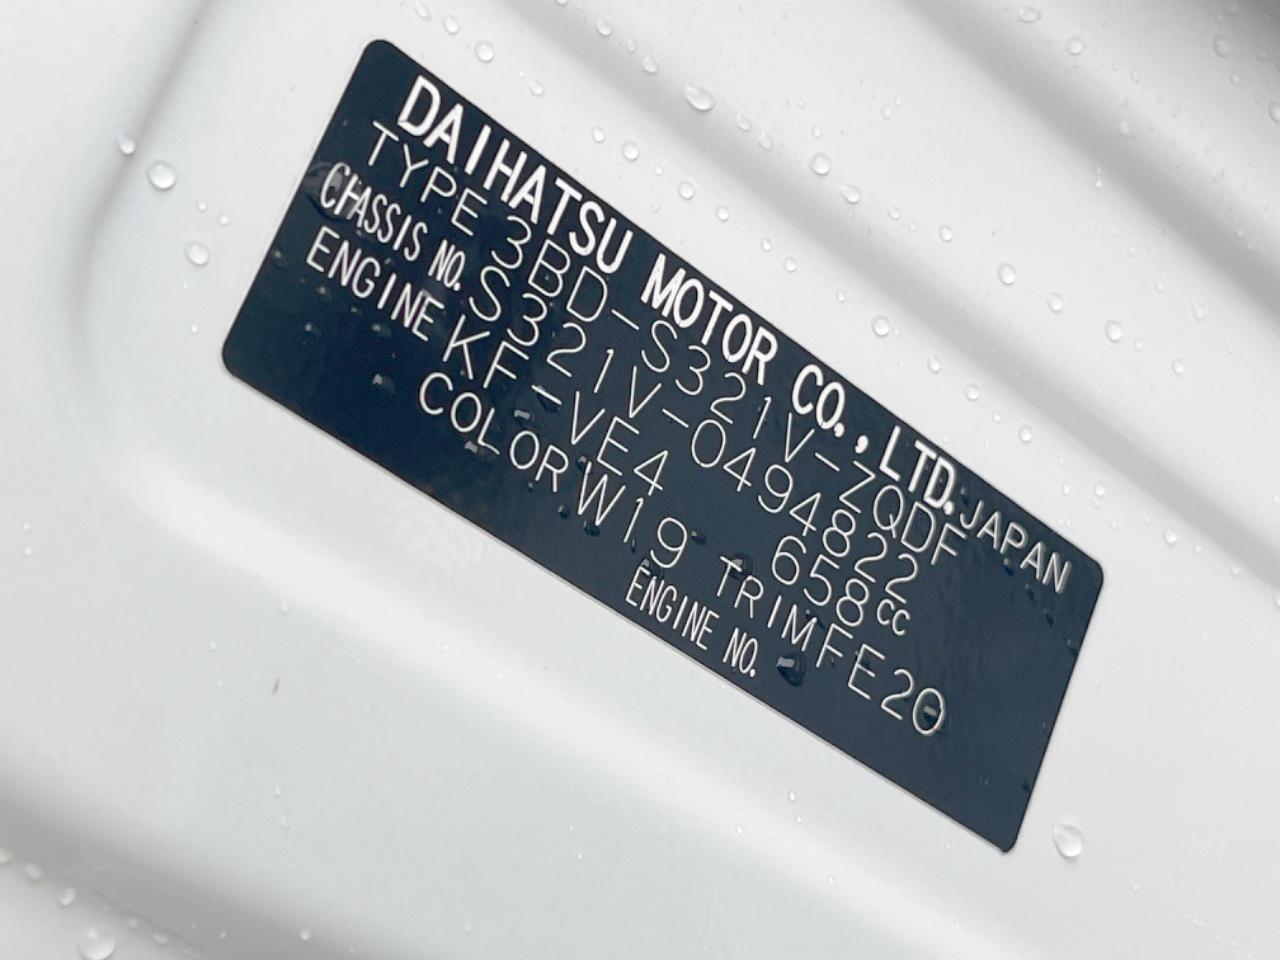 DAIHATSU MOTOR CO.,LTD.JAPAN
TYPE 3BD-S321V-ZQDF
CHASSIS NO. S321V-0494822
ENGINE KF-VE4 658cc
COLOR W19 TRIM FE20
ENGINE NO.